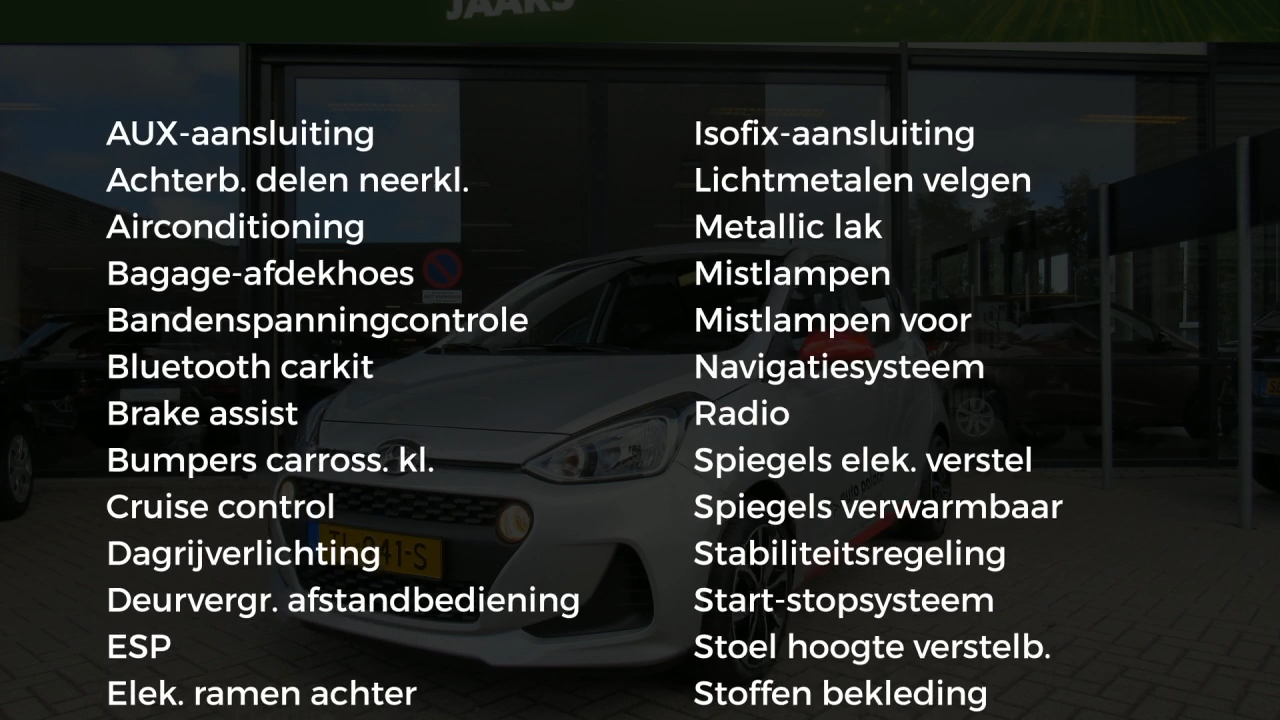 JAARS
AUX-aansluiting
Achterb. delen neerkl.
Airconditioning
Bagage-afdekhoes
Bandenspanningcontrole
Bluetooth carkit
Brake assist
Bumpers carross. kl.
Cruise control
Dagrijverlichting
Deurvergr. afstandbediening
ESP
Elek. ramen achter
Isofix-aansluiting
Lichtmetalen velgen
Metallic lak
Mistlampen
Mistlampen voor
Navigatiesysteem
Radio
Spiegels elek. verstel
Spiegels verwarmbaar
Stabiliteitsregeling
Start-stopsysteem
Stoel hoogte verstelb.
Stoffen bekleding